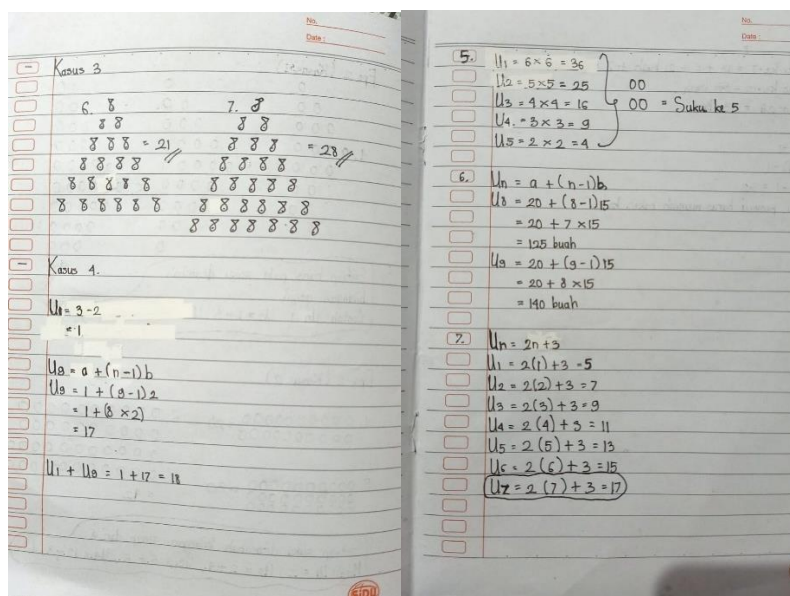 No.
Date :
Kasus 3
6. 8
8 8
8 8 8 = 21
8 8 8 8
8 8 8 8 8
8 8 8 8 8 8
7. 8
8 8
8 8 8 = 28
8 8 8 8
8 8 8 8 8
8 8 8 8 8 8
8 8 8 8 8 8 8
Kasus 4.
U1 = 3-2
= 1
U9 = a + (n-1)b
U9 = 1 + (9-1)2
= 1 + (8 × 2)
= 17
U1 + U9 = 1 + 17 = 18
SIDU
No.
Date :
5. U1 = 6 × 6 = 36
U2 = 5 × 5 = 25
U3 = 4 × 4 = 16
U4 = 3 × 3 = 9
U5 = 2 × 2 = 4
00
00 = Suku ke 5
6. Un = a + (n-1)b
U8 = 20 + (8-1)15
= 20 + 7 × 15
= 125 buah
U9 = 20 + (9-1)15
= 20 + 8 × 15
= 140 buah
7. Un = 2n + 3
U1 = 2(1) + 3 = 5
U2 = 2(2) + 3 = 7
U3 = 2(3) + 3 = 9
U4 = 2(4) + 3 = 11
U5 = 2(5) + 3 = 13
U6 = 2(6) + 3 = 15
U7 = 2(7) + 3 = 17